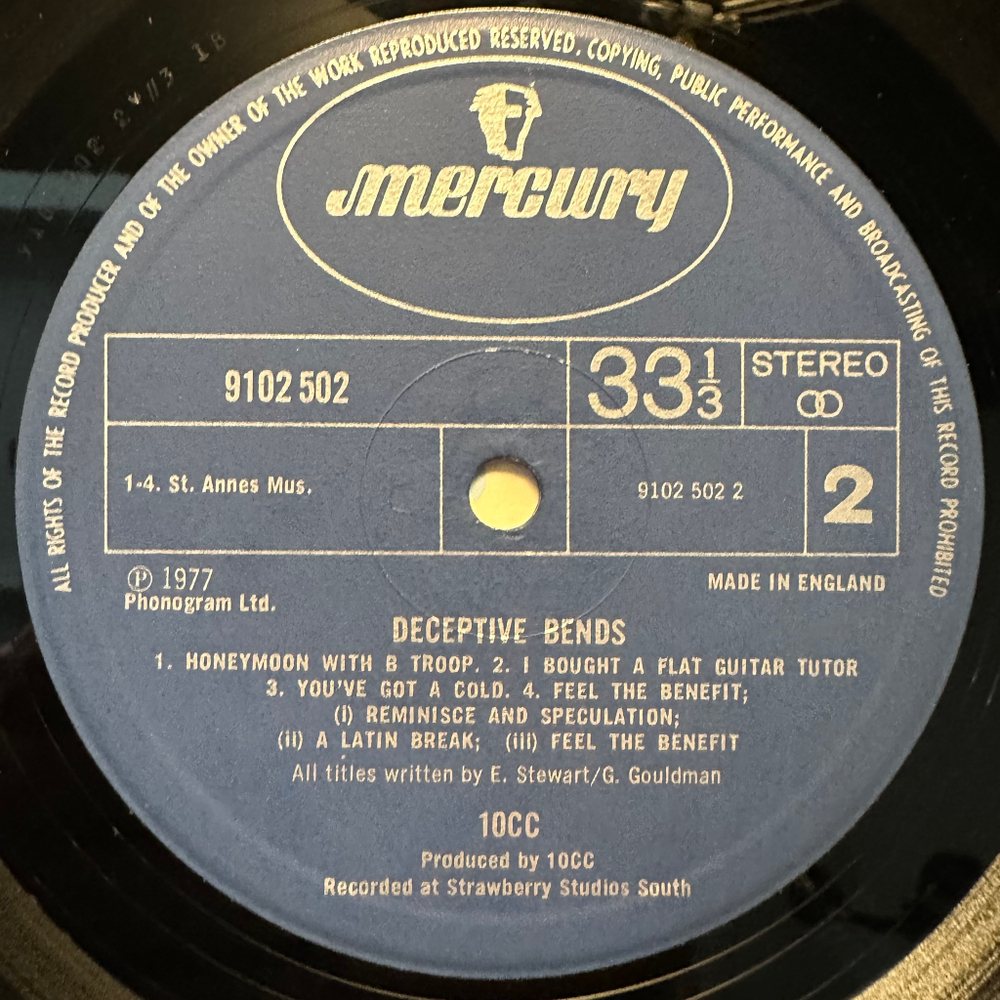 ALL RIGHTS OF THE RECORD PRODUCER AND OF THE OWNER OF THE WORK REPRODUCED RESERVED. COPYING, PUBLIC PERFORMANCE AND BROADCASTING OF THIS RECORD PROHIBITED
mercury
9102 502
33 1/3
STEREO
1-4. St. Annes Mus.
9102 502 2
2
℗ 1977
Phonogram Ltd.
MADE IN ENGLAND
DECEPTIVE BENDS
1. HONEYMOON WITH B TROOP. 2. I BOUGHT A FLAT GUITAR TUTOR
3. YOU'VE GOT A COLD. 4. FEEL THE BENEFIT;
(i) REMINISCE AND SPECULATION;
(ii) A LATIN BREAK; (iii) FEEL THE BENEFIT
All titles written by E. Stewart/G. Gouldman
10CC
Produced by 10CC
Recorded at Strawberry Studios South